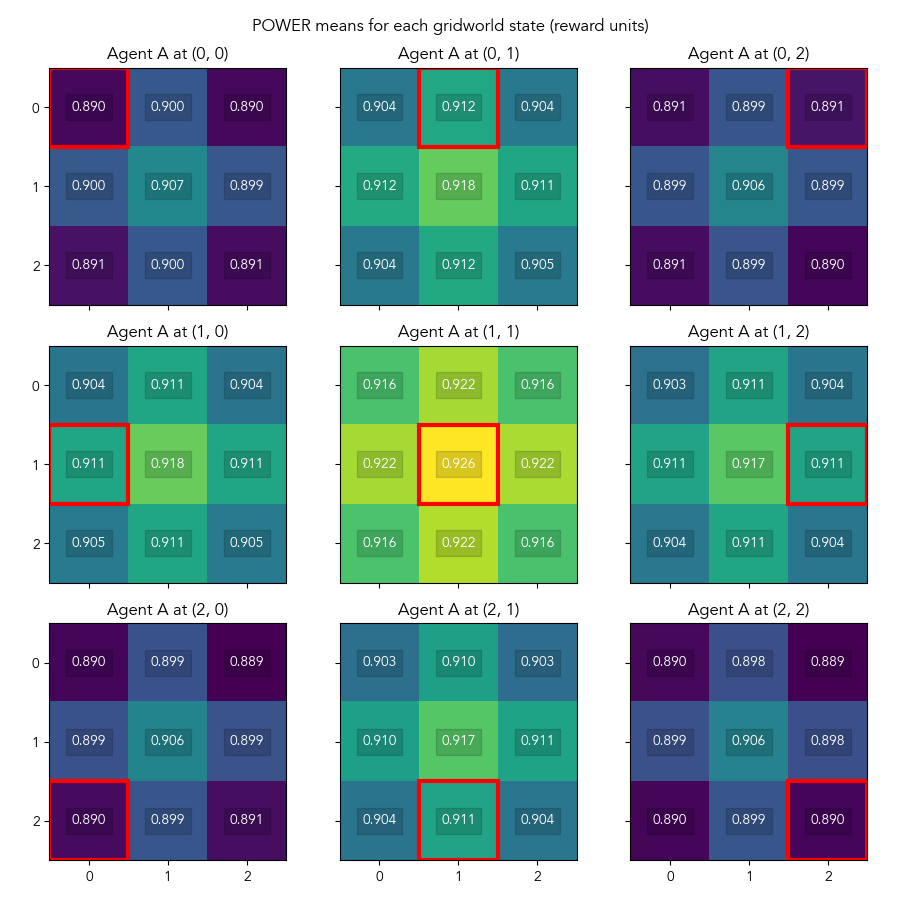 POWER means for each gridworld state (reward units)
Agent A at (0, 0) Agent A at (0, 1) Agent A at (0, 2)
0 0.890 0.900 0.890 0.904 0.912 0.904 0.891 0.899 0.891
1 0.900 0.907 0.899 0.912 0.918 0.911 0.899 0.906 0.899
2 0.891 0.900 0.891 0.904 0.912 0.905 0.891 0.899 0.890
Agent A at (1, 0) Agent A at (1, 1) Agent A at (1, 2)
0 0.904 0.911 0.904 0.916 0.922 0.916 0.903 0.911 0.904
1 0.911 0.918 0.911 0.922 0.926 0.922 0.911 0.917 0.911
2 0.905 0.911 0.905 0.916 0.922 0.916 0.904 0.911 0.904
Agent A at (2, 0) Agent A at (2, 1) Agent A at (2, 2)
0 0.890 0.899 0.889 0.903 0.910 0.903 0.890 0.898 0.889
1 0.899 0.906 0.899 0.910 0.917 0.911 0.899 0.906 0.898
2 0.890 0.899 0.891 0.904 0.911 0.904 0.890 0.899 0.890
0 1 2 0 1 2 0 1 2